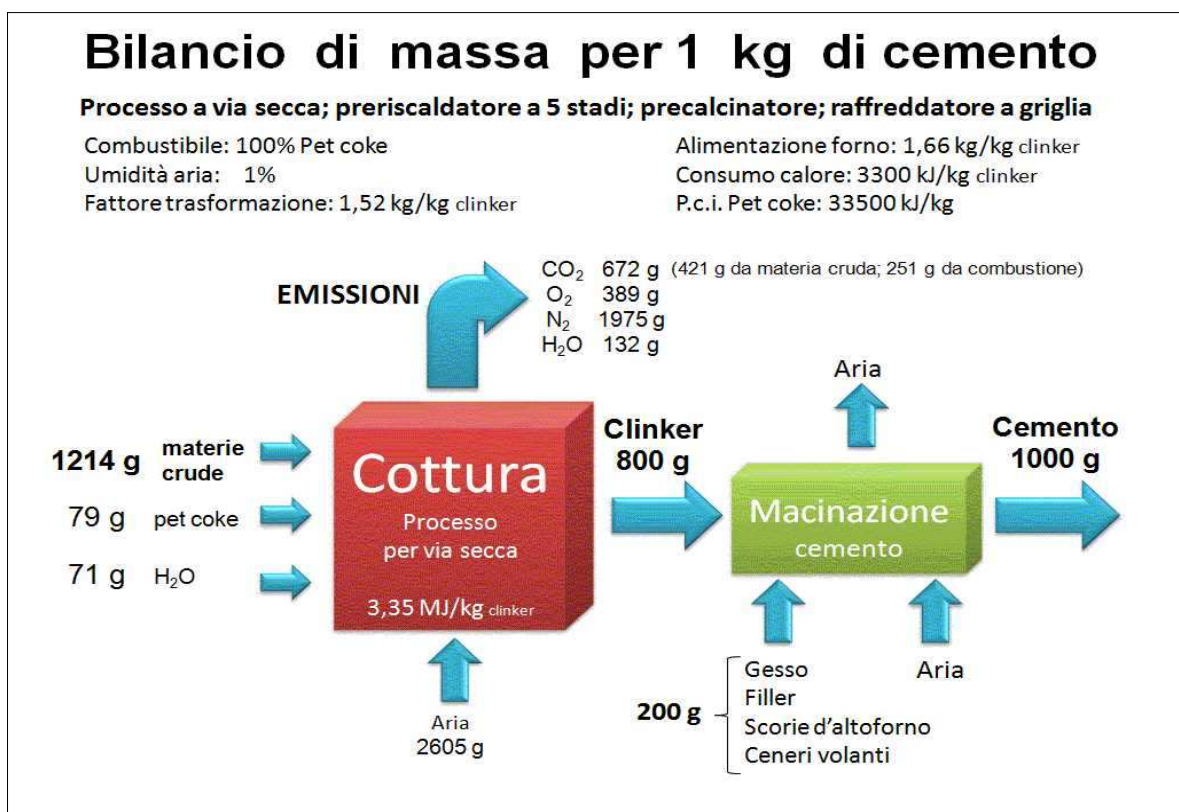 Bilancio di massa per 1 kg di cemento
Processo a via secca; preriscaldatore a 5 stadi; precalcinatore; raffreddatore a griglia
Combustibile: 100% Pet coke
Umidità aria: 1%
Fattore trasformazione: 1,52 kg/kg clinker
Alimentazione forno: 1,66 kg/kg clinker
Consumo calore: 3300 kJ/kg clinker
P.c.i. Pet coke: 33500 kJ/kg
EMISSIONI
CO2 672 g (421 g da materia cruda; 251 g da combustione)
O2 389 g
N2 1975 g
H2O 132 g
1214 g materie crude
79 g pet coke
71 g H2O
Cottura
Processo
per via secca
3,35 MJ/kg clinker
Aria
2605 g
Clinker
800 g
Aria
Macinazione
cemento
Cemento
1000 g
200 g
Gesso
Filler
Scorie d'altoforno
Ceneri volanti
Aria